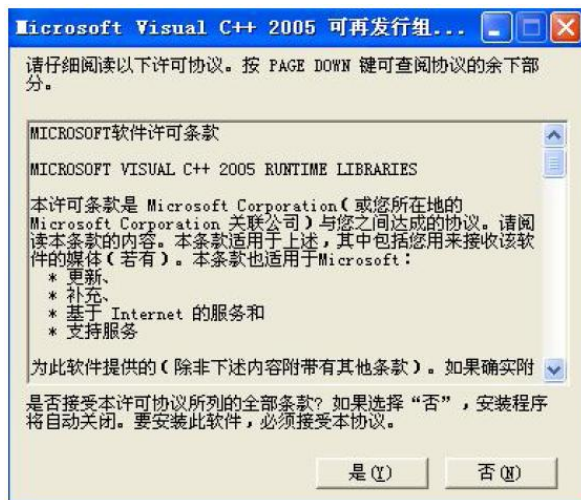 Microsoft Visual C++ 2005 可再发行组...
请仔细阅读以下许可协议。按 PAGE DOWN 键可查阅协议的余下部
分。
MICROSOFT软件许可条款
MICROSOFT VISUAL C++ 2005 RUNTIME LIBRARIES
本许可条款是 Microsoft Corporation(或您所在地的
Microsoft Corporation 关联公司)与您之间达成的协议。请阅
读本条款的内容。本条款适用于上述,其中包括您用来接收该软
件的媒体(若有)。本条款也适用于Microsoft:
* 更新、
* 补充、
* 基于 Internet 的服务和
* 支持服务
为此软件提供的(除非下述内容附带有其他条款)。如果确实附
是否接受本许可协议所列的全部条款?如果选择“否”,安装程序
将自动关闭。要安装此软件,必须接受本协议。
是(Y) 否(N)